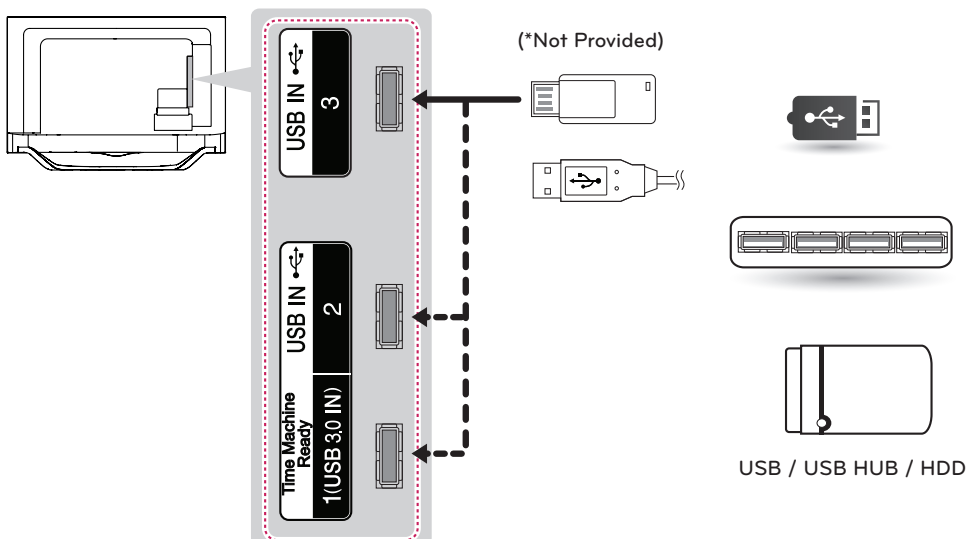 (*Not Provided)
USB IN
3
USB IN
2
Time Machine
Ready
1(USB 3.0 IN)
USB / USB HUB / HDD